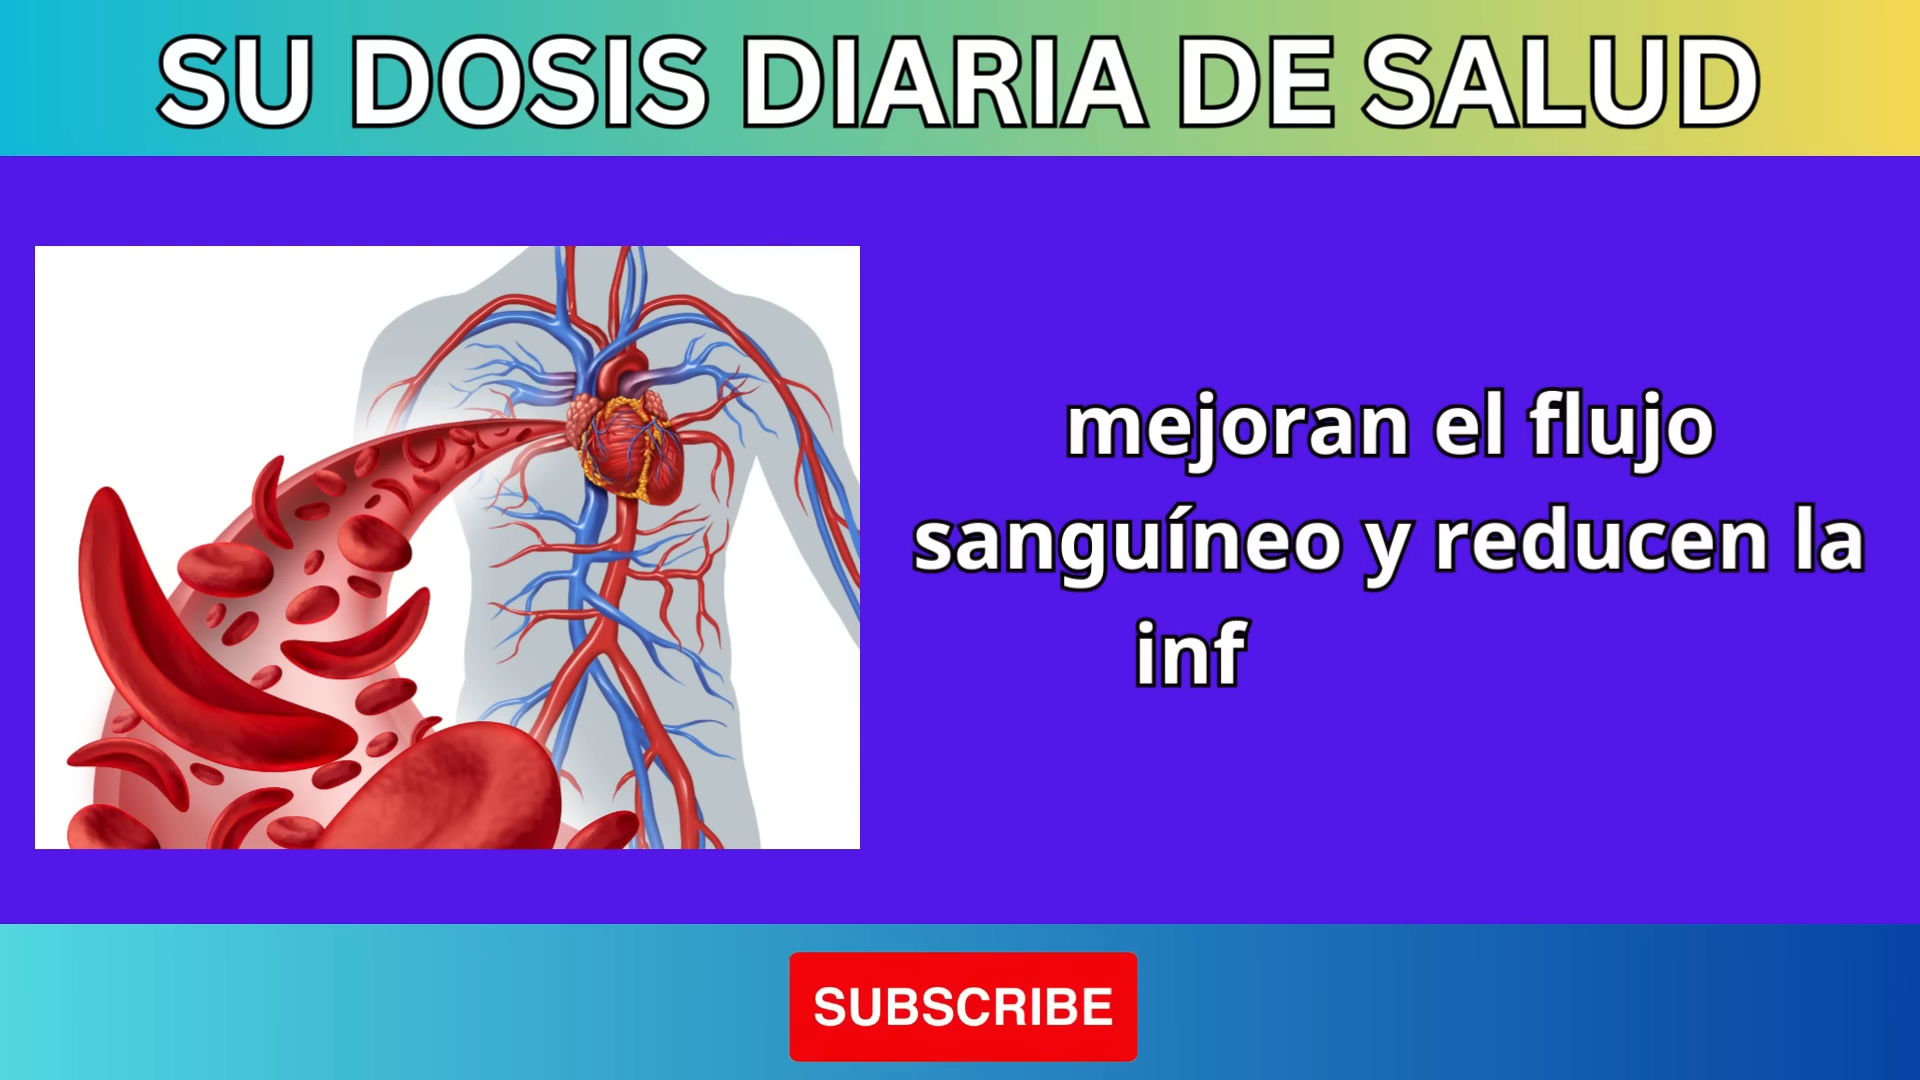 SU DOSIS DIARIA DE SALUD
mejoran el flujo
sanguíneo y reducen la
inf
SUBSCRIBE